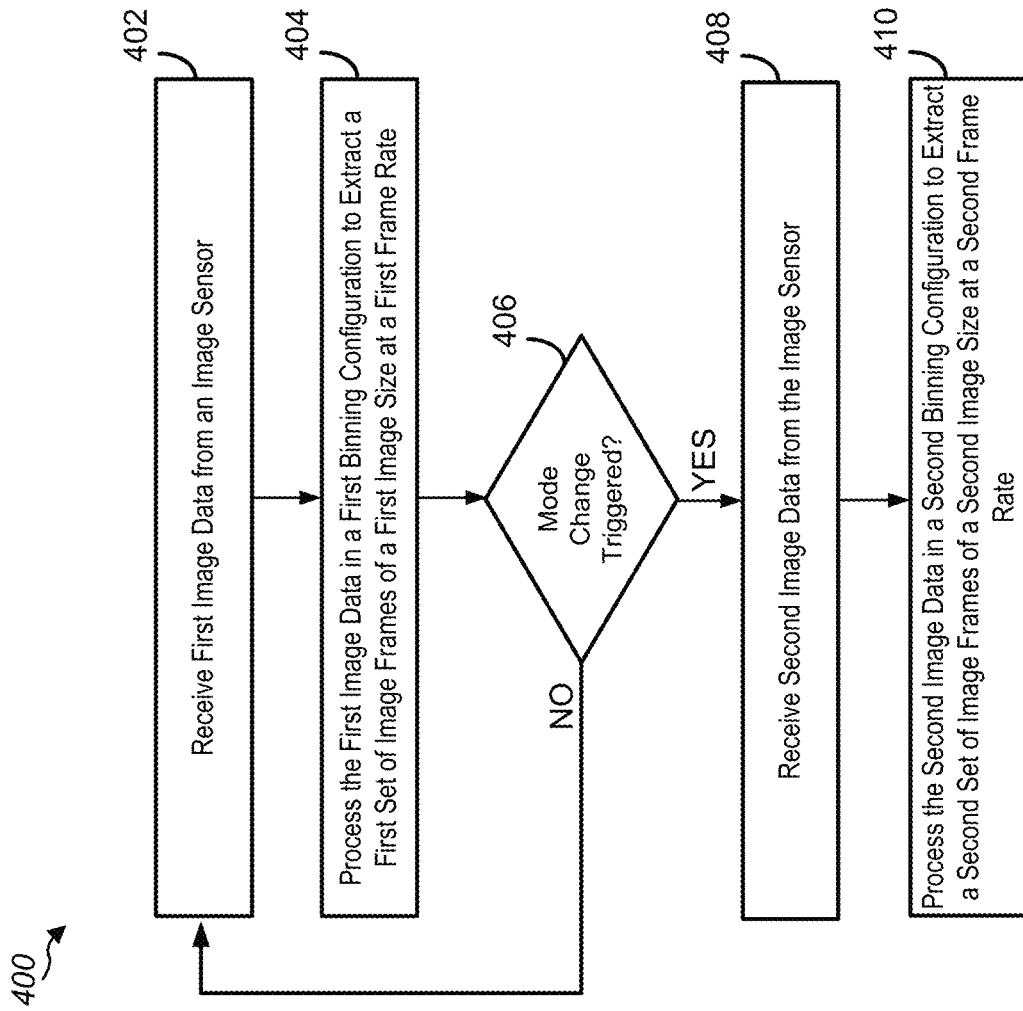 400
402
Receive First Image Data from an Image Sensor
404
Process the First Image Data in a First Binning Configuration to Extract a
First Set of Image Frames of a First Image Size at a First Frame Rate
406
Mode
Change
Triggered?
NO
YES
408
Receive Second Image Data from the Image Sensor
410
Process the Second Image Data in a Second Binning Configuration to Extract
a Second Set of Image Frames of a Second Image Size at a Second Frame
Rate